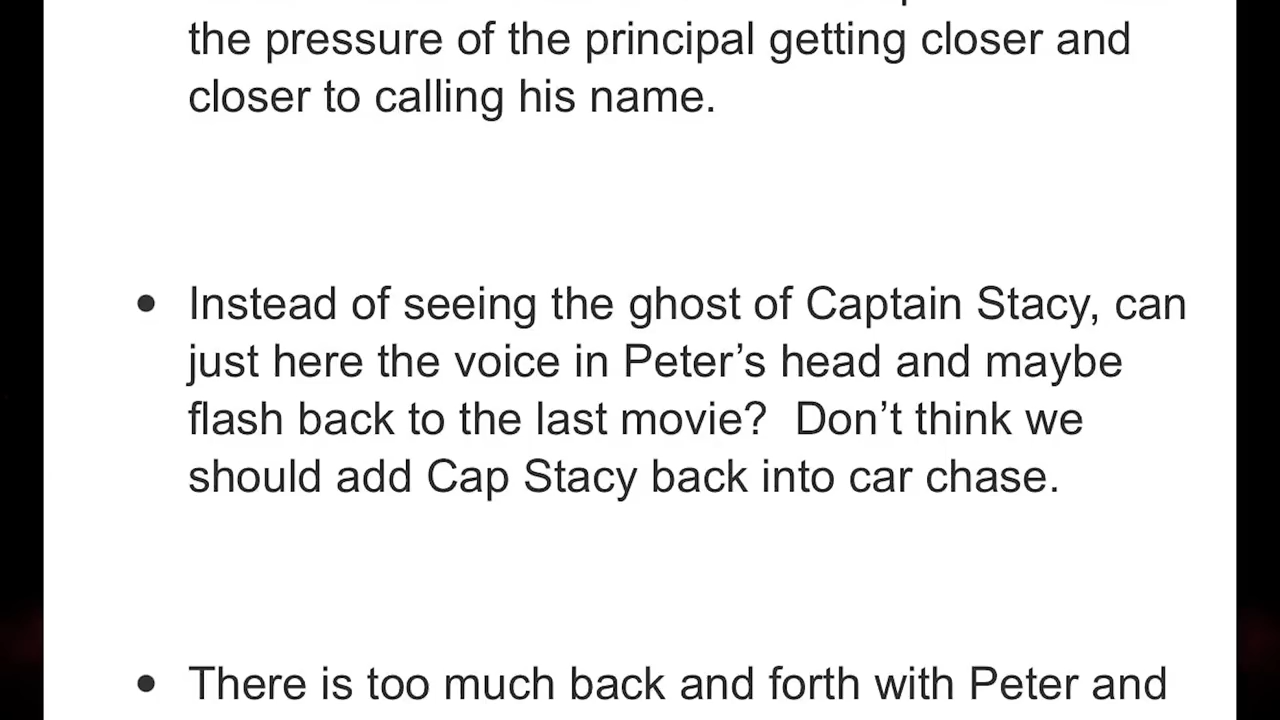 the pressure of the principal getting closer and
closer to calling his name.
• Instead of seeing the ghost of Captain Stacy, can
just here the voice in Peter’s head and maybe
flash back to the last movie?  Don’t think we
should add Cap Stacy back into car chase.
• There is too much back and forth with Peter and